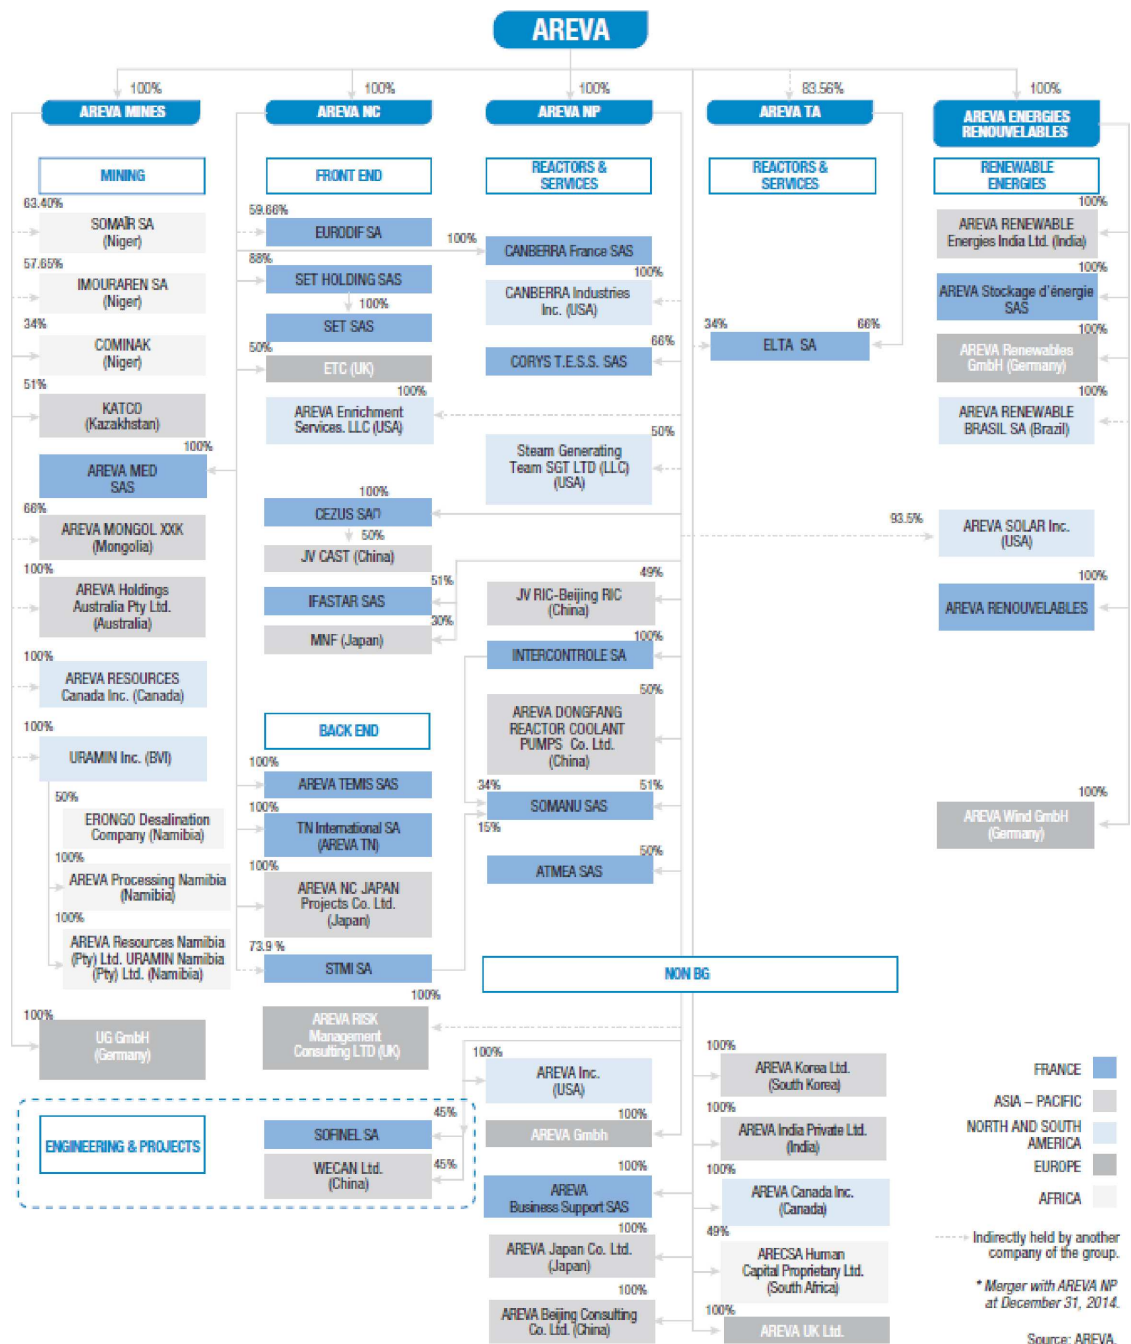 AREVA
100%
100%
100%
83.56%
100%
AREVA MINES
AREVA NC
AREVA NP
AREVA TA
AREVA ENERGIES
RENOUVELABLES
MINING
63.40%
SOMAÏR SA
(Niger)
57.65%
IMOURAREN SA
(Niger)
34%
COMINAK
(Niger)
51%
KATCO
(Kazakhstan)
100%
AREVA MED
SAS
66%
AREVA MONGOL XXK
(Mongolia)
100%
AREVA Holdings
Australia Pty Ltd.
(Australia)
100%
AREVA RESOURCES
Canada Inc. (Canada)
100%
URAMIN Inc. (BVI)
50%
ERONGO Desalination
Company (Namibia)
100%
AREVA Processing Namibia
(Namibia)
100%
AREVA Resources Namibia
(Pty) Ltd. URAMIN Namibia
(Pty) Ltd. (Namibia)
100%
UG GmbH
(Germany)
ENGINEERING & PROJECTS
FRONT END
59.66%
EURODIF SA
88%
SET HOLDING SAS
100%
SET SAS
50%
ETC (UK)
100%
AREVA Enrichment
Services. LLC (USA)
100%
CEZUS SA
50%
JV CAST (China)
51%
IFASTAR SAS
30%
MNF (Japan)
BACK END
100%
AREVA TEMIS SAS
100%
TN International SA
(AREVA TN)
100%
AREVA NC JAPAN
Projects Co. Ltd.
(Japan)
73.9 %
STMI SA
100%
AREVA RISK
Management
Consulting LTD (UK)
45%
SOFINEL SA
WECAN Ltd.
(China)
45%
REACTORS &
SERVICES
100%
CANBERRA France SAS
100%
CANBERRA Industries
Inc. (USA)
66%
CORYS T.E.S.S. SAS
50%
Steam Generating
Team SGT LTD (LLC)
(USA)
49%
JV RIC-Beijing RIC
(China)
100%
INTERCONTROLE SA
50%
AREVA DONGFANG
REACTOR COOLANT
PUMPS Co. Ltd.
(China)
34%
51%
SOMANU SAS
15%
50%
ATMEA SAS
NON BG
100%
AREVA Inc.
(USA)
100%
AREVA Gmbh
100%
AREVA
Business Support SAS
100%
AREVA Japan Co. Ltd.
(Japan)
100%
AREVA Beijing Consulting
Co. Ltd. (China)
100%
AREVA Korea Ltd.
(South Korea)
100%
AREVA India Private Ltd.
(India)
100%
AREVA Canada Inc.
(Canada)
49%
ARECSA Human
Capital Proprietary Ltd.
(South Africa)
100%
AREVA UK Ltd.
REACTORS &
SERVICES
34%
66%
ELTA SA
RENEWABLE
ENERGIES
100%
AREVA RENEWABLE
Energies India Ltd. (India)
100%
AREVA Stockage d'énergie
SAS
100%
AREVA Renewables
GmbH (Germany)
AREVA RENEWABLE
BRASIL SA (Brazil)
100%
93.5%
AREVA SOLAR Inc.
(USA)
100%
AREVA RENOUVELABLES
100%
AREVA Wind GmbH
(Germany)
FRANCE
ASIA – PACIFIC
NORTH AND SOUTH
AMERICA
EUROPE
AFRICA
Indirectly held by another
company of the group.
* Merger with AREVA NP
at December 31, 2014.
Source: AREVA.